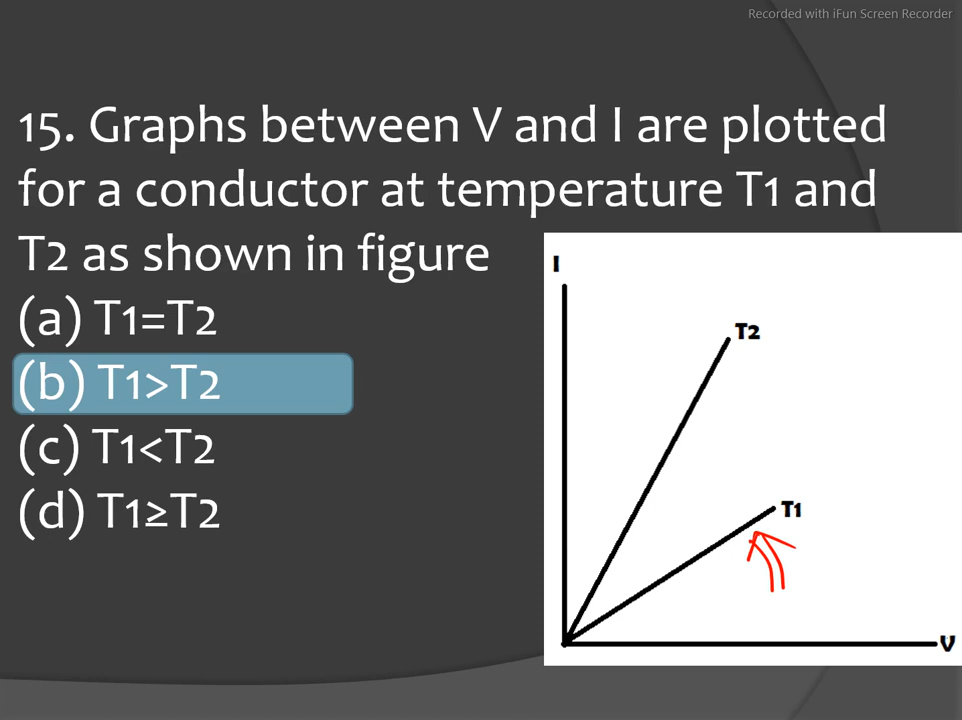 Recorded with iFun Screen Recorder
15. Graphs between V and I are plotted
for a conductor at temperature T1 and
T2 as shown in figure
(a) T1=T2
(b) T1>T2
(c) T1<T2
(d) T1≥T2
I
T2
T1
V